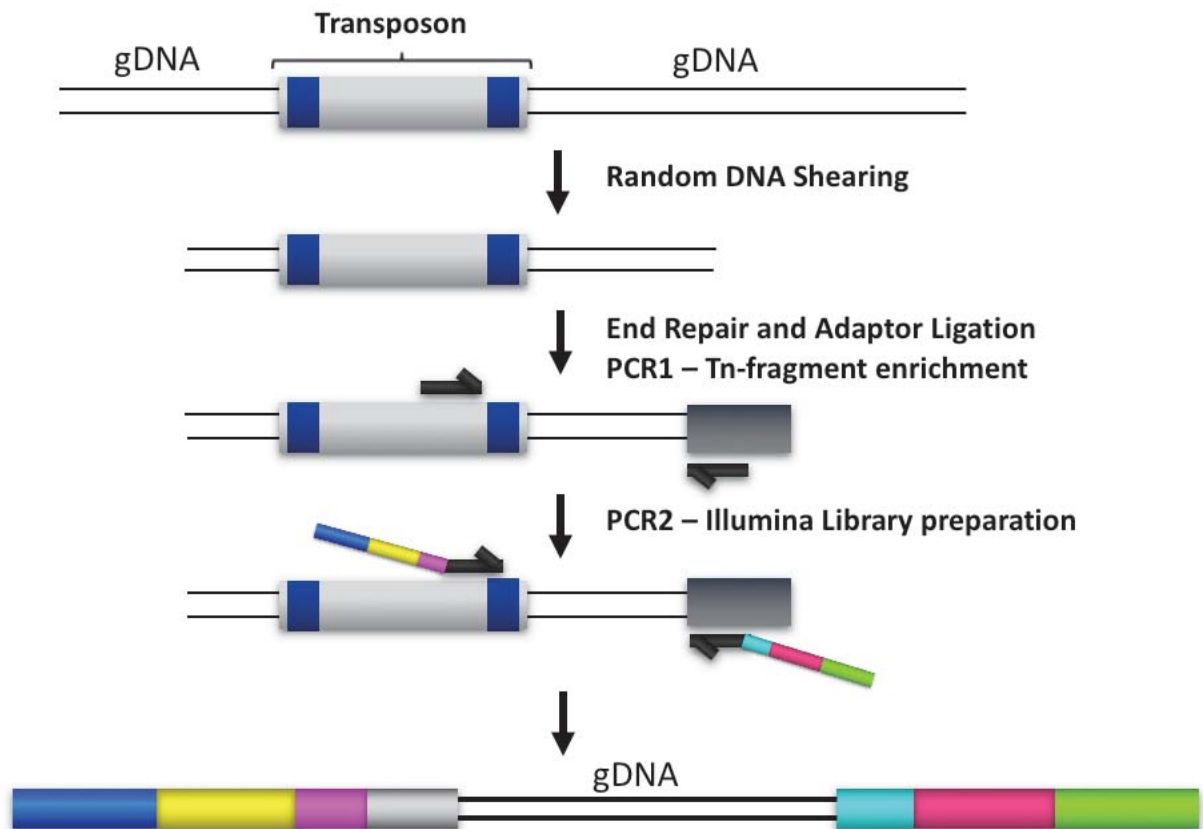 Transposon
gDNA
gDNA
Random DNA Shearing
End Repair and Adaptor Ligation
PCR1 – Tn-fragment enrichment
PCR2 – Illumina Library preparation
gDNA